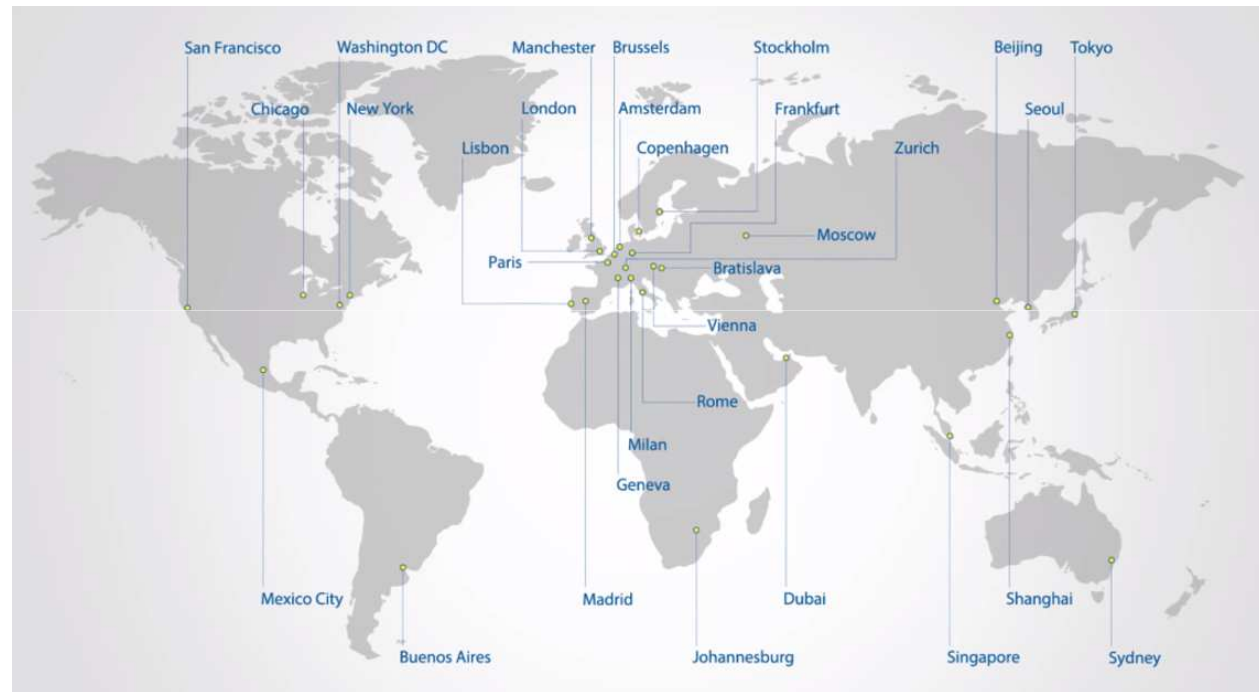 San Francisco
Washington DC
Manchester
Brussels
Stockholm
Beijing
Tokyo
Chicago
New York
London
Amsterdam
Frankfurt
Seoul
Lisbon
Copenhagen
Zurich
Moscow
Paris
Bratislava
Vienna
Rome
Milan
Geneva
Mexico City
Madrid
Dubai
Shanghai
Buenos Aires
Johannesburg
Singapore
Sydney